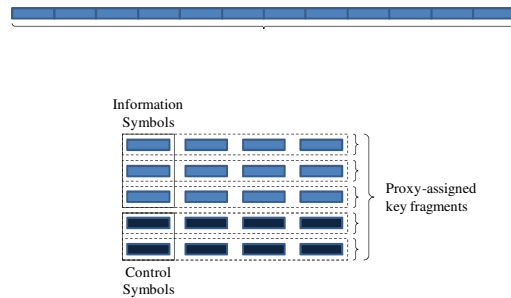 Information
Symbols
Proxy-assigned
key fragments
Control
Symbols